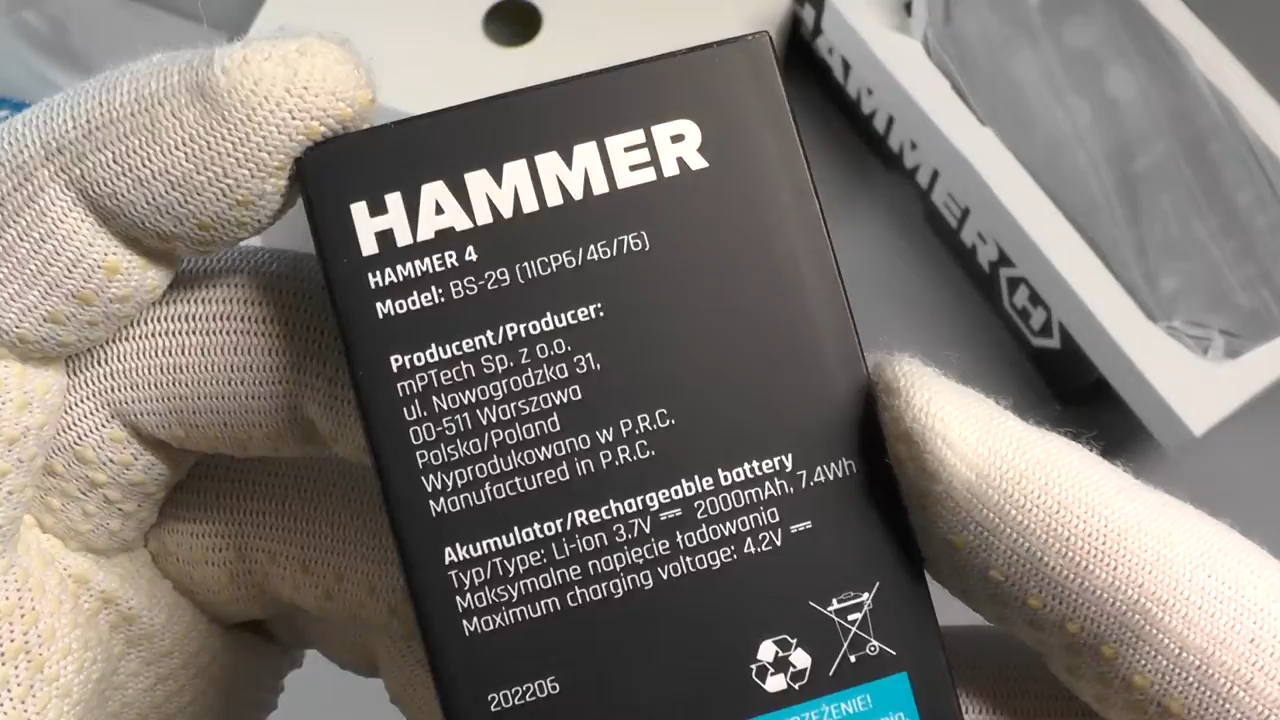 HAMMER
HAMMER 4
Model: BS-29 (1ICP6/46/76)
Producent/Producer:
mPTech Sp. z o.o.
ul. Nowogrodzka 31,
00-511 Warszawa
Polska/Poland
Wyprodukowano w P.R.C.
Manufactured in P.R.C.
Akumulator/Rechargeable battery
Typ/Type: Li-ion 3.7V ⎓ 2000mAh, 7.4Wh
Maksymalne napięcie ładowania
Maximum charging voltage: 4.2V ⎓
202206
HAMMER